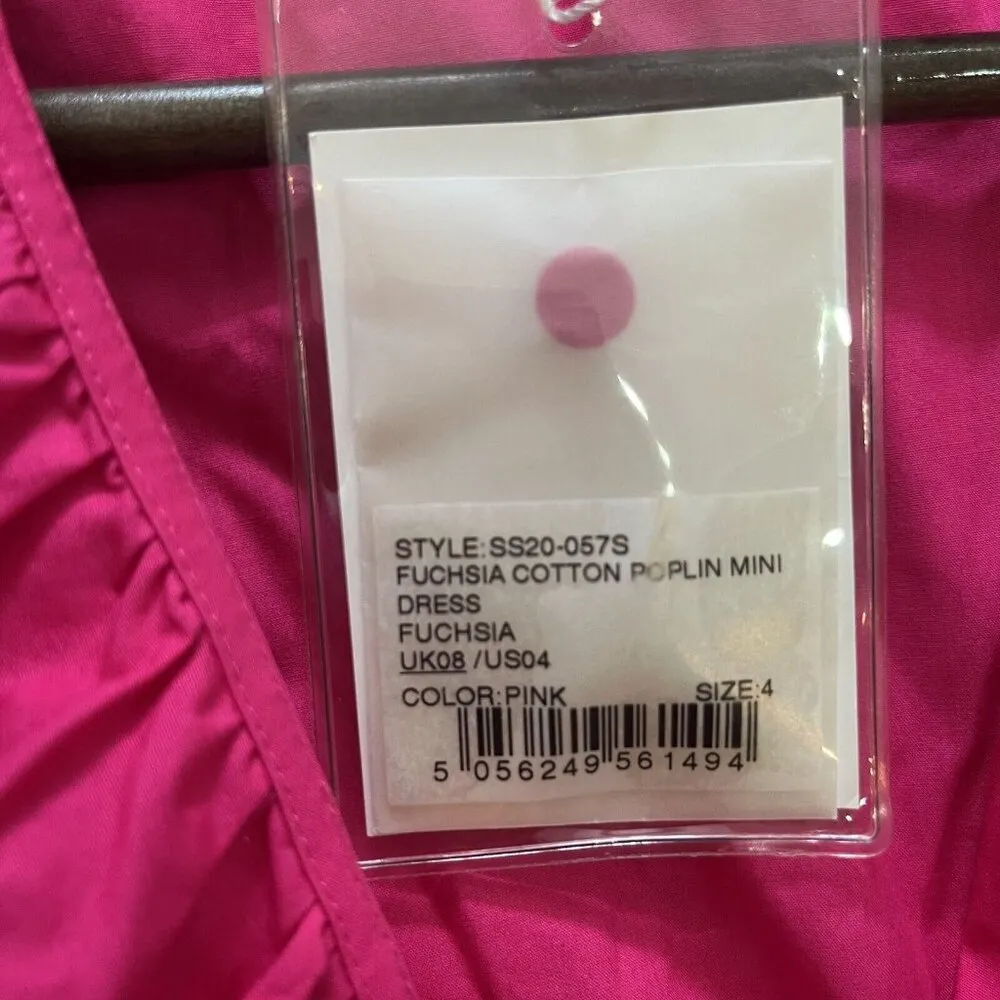 STYLE:SS20-057S
FUCHSIA COTTON POPLIN MINI
DRESS
FUCHSIA
UK08 /US04
COLOR:PINK SIZE:4
5 056249 561494